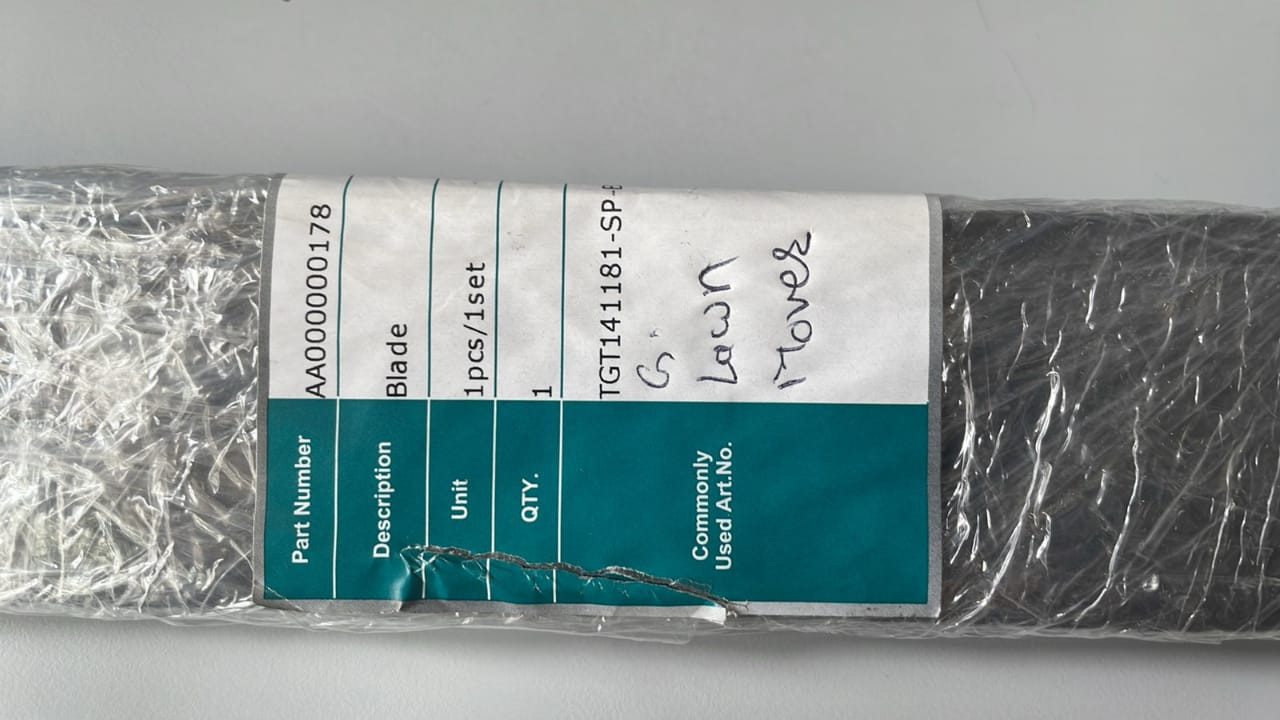 Part Number AA000000178
Description Blade
Unit 1pcs/1set
QTY. 1
Commonly Used Art.No. TGT141181-SP-
G.
Lawn
Mover